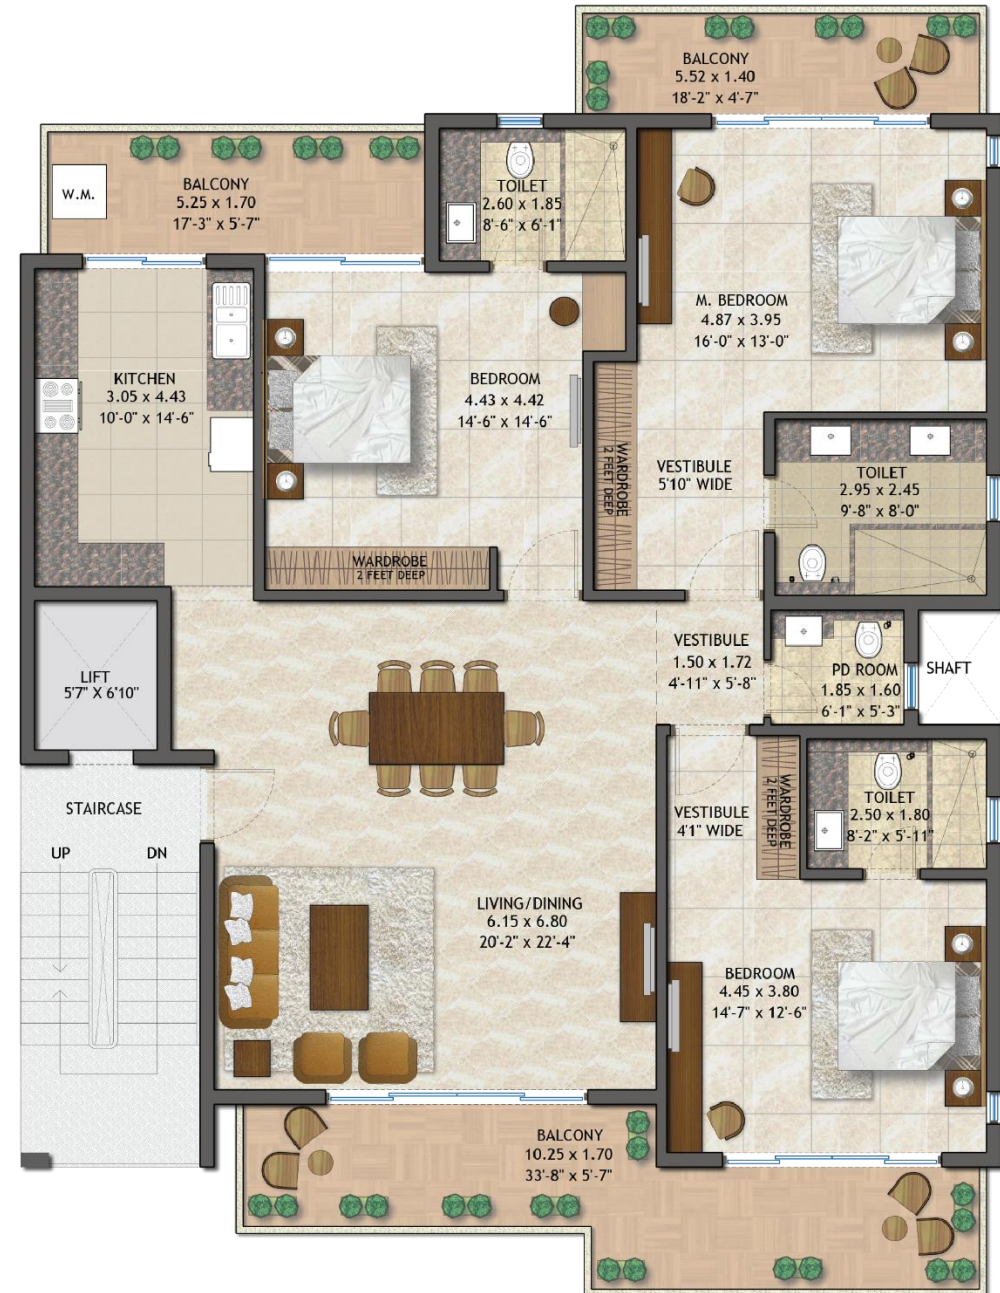 BALCONY
5.52 x 1.40
18'-2" x 4'-7"
W.M.
BALCONY
5.25 x 1.70
17'-3" x 5'-7"
TOILET
2.60 x 1.85
8'-6" x 6'-1"
M. BEDROOM
4.87 x 3.95
16'-0" x 13'-0"
KITCHEN
3.05 x 4.43
10'-0" x 14'-6"
BEDROOM
4.43 x 4.42
14'-6" x 14'-6"
WARDROBE
2 FEET DEEP
VESTIBULE
5'10" WIDE
TOILET
2.95 x 2.45
9'-8" x 8'-0"
WARDROBE
2 FEET DEEP
LIFT
5'7" X 6'10"
VESTIBULE
1.50 x 1.72
4'-11" x 5'-8"
PD ROOM
1.85 x 1.60
6'-1" x 5'-3"
SHAFT
STAIRCASE
UP
DN
VESTIBULE
4'1" WIDE
WARDROBE
2 FEET DEEP
TOILET
2.50 x 1.80
8'-2" x 5'-11"
LIVING/DINING
6.15 x 6.80
20'-2" x 22'-4"
BEDROOM
4.45 x 3.80
14'-7" x 12'-6"
BALCONY
10.25 x 1.70
33'-8" x 5'-7"